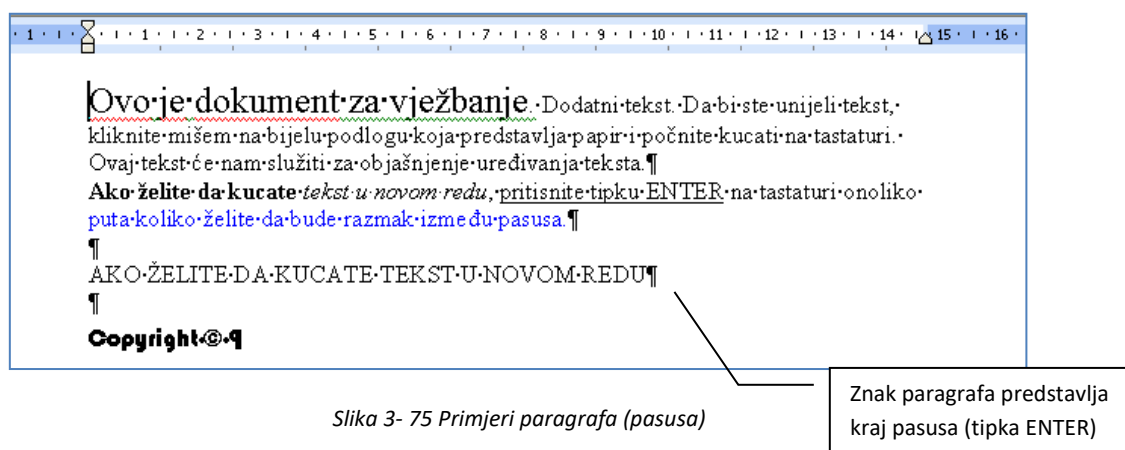 · 1 · ı · ı · 1 · ı · 2 · ı · 3 · ı · 4 · ı · 5 · ı · 6 · ı · 7 · ı · 8 · ı · 9 · ı · 10 · ı · 11 · ı · 12 · ı · 13 · ı · 14 · ı 15 · ı · 16 ·
Ovo·je·dokument·za·vježbanje.·Dodatni·tekst.·Da·bi·ste·unijeli·tekst,·
kliknite·mišem·na·bijelu·podlogu·koja·predstavlja·papir·i·počnite·kucati·na·tastaturi.·
Ovaj·tekst·će·nam·služiti·za·objašnjenje·uređivanja·teksta.¶
Ako·želite·da·kucate·tekst·u·novom·redu,·pritisnite·tipku·ENTER·na·tastaturi·onoliko·
puta·koliko·želite·da·bude·razmak·između·pasusa.¶
¶
AKO·ŽELITE·DA·KUCATE·TEKST·U·NOVOM·REDU¶
¶
Copyright·©·¶
Znak paragrafa predstavlja
kraj pasusa (tipka ENTER)
Slika 3- 75 Primjeri paragrafa (pasusa)